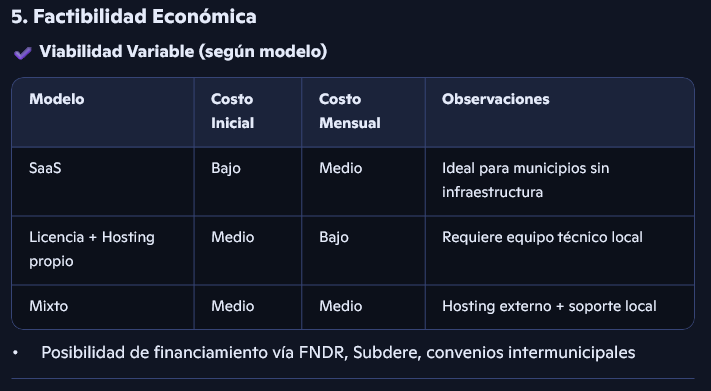 5. Factibilidad Económica
✔ Viabilidad Variable (según modelo)
Modelo Costo Inicial Costo Mensual Observaciones
SaaS Bajo Medio Ideal para municipios sin infraestructura
Licencia + Hosting propio Medio Bajo Requiere equipo técnico local
Mixto Medio Medio Hosting externo + soporte local
• Posibilidad de financiamiento vía FNDR, Subdere, convenios intermunicipales